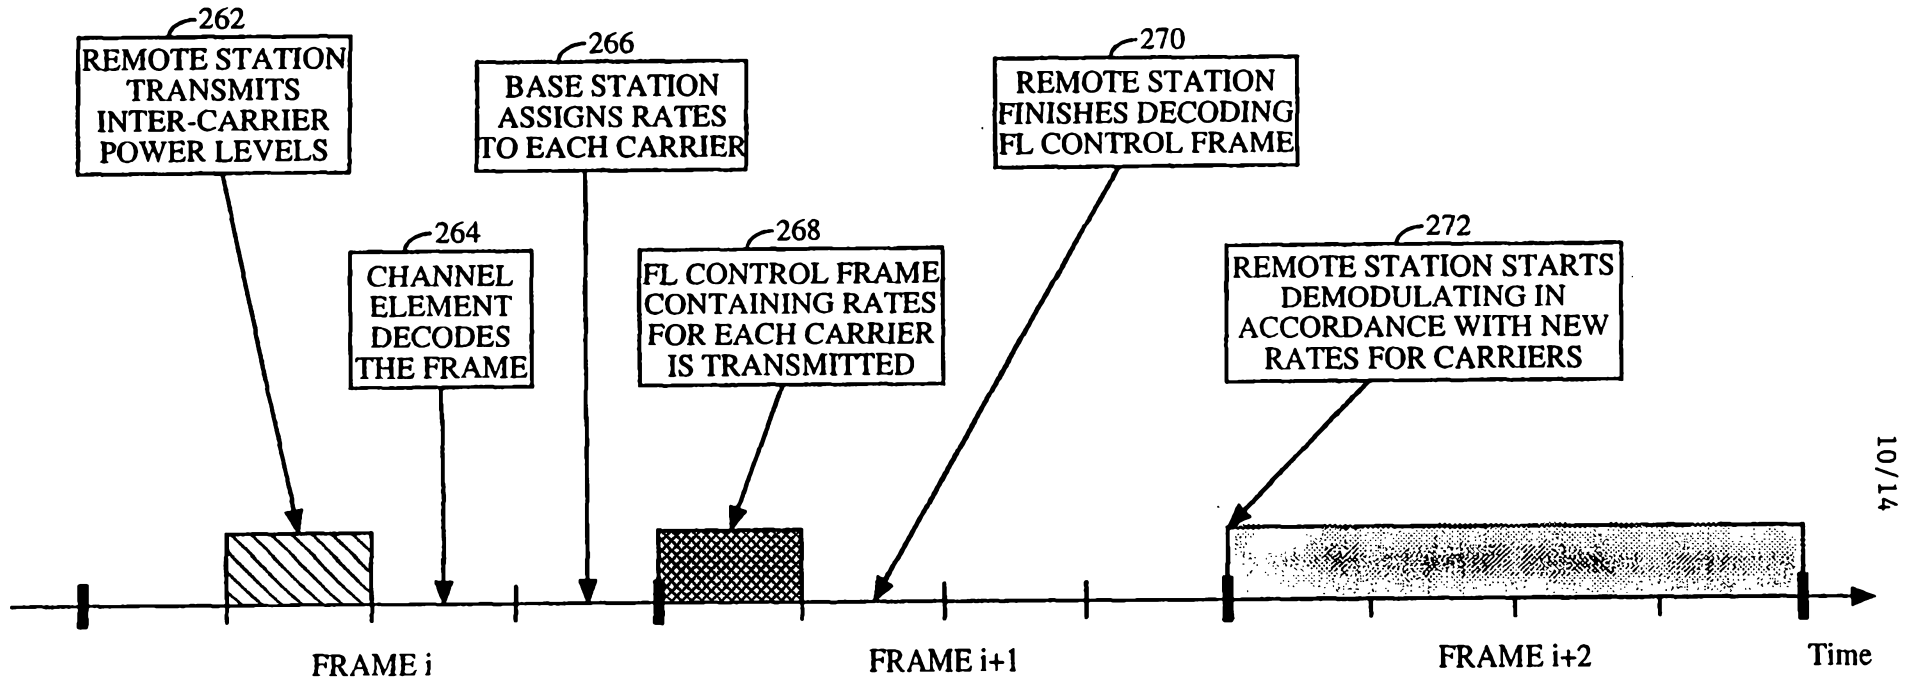 262
REMOTE STATION
TRANSMITS
INTER-CARRIER
POWER LEVELS
266
BASE STATION
ASSIGNS RATES
TO EACH CARRIER
270
REMOTE STATION
FINISHES DECODING
FL CONTROL FRAME
264
CHANNEL
ELEMENT
DECODES
THE FRAME
268
FL CONTROL FRAME
CONTAINING RATES
FOR EACH CARRIER
IS TRANSMITTED
272
REMOTE STATION STARTS
DEMODULATING IN
ACCORDANCE WITH NEW
RATES FOR CARRIERS
10/14
FRAME i
FRAME i+1
FRAME i+2
Time